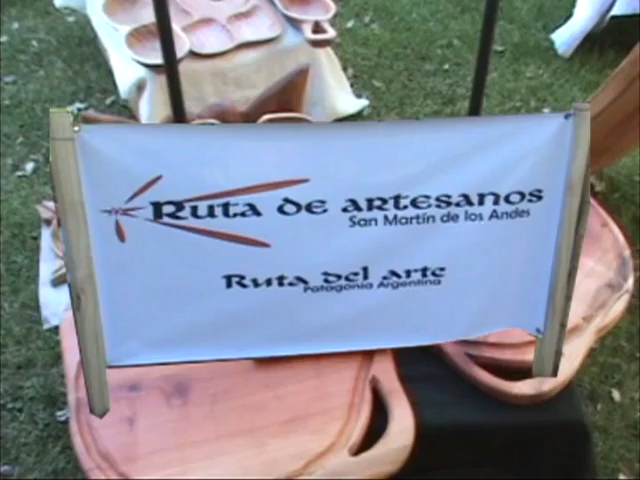 Ruta de artesanos
San Martín de los Andes
Ruta del arte
Patagonia Argentina